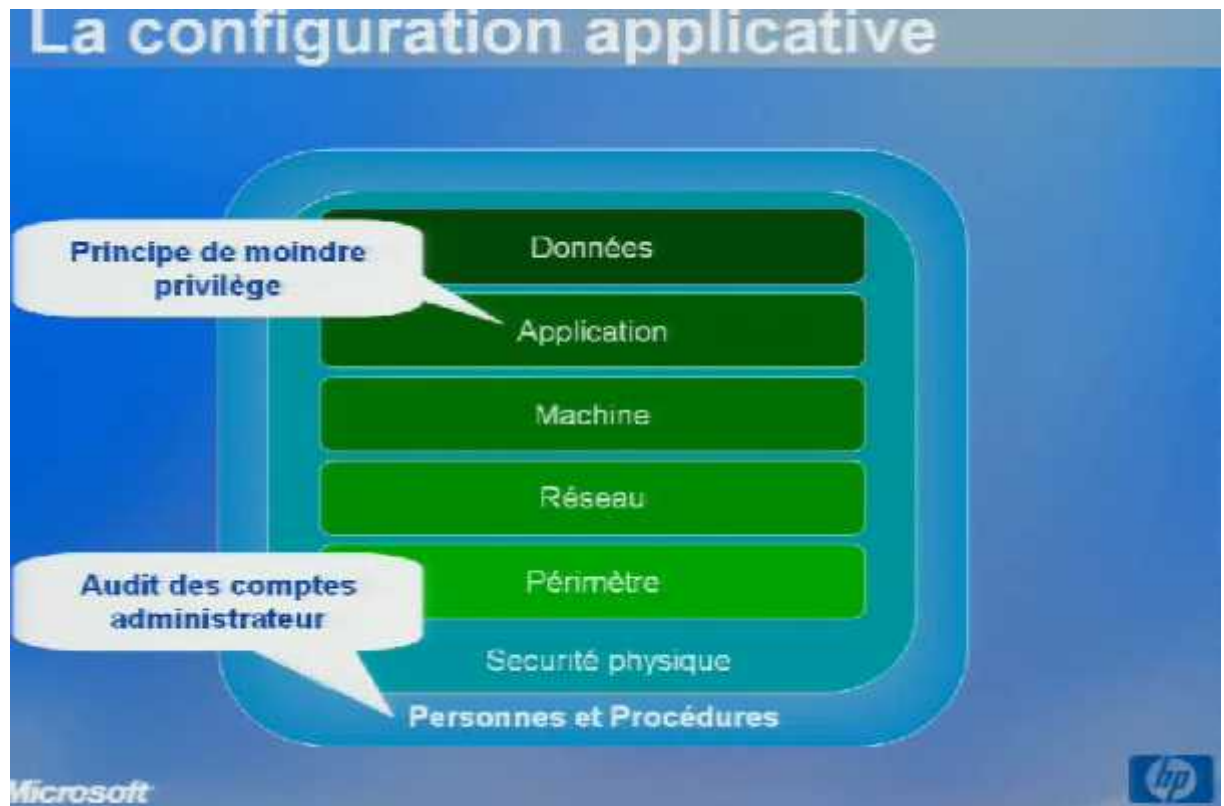 La configuration applicative
Données
Principe de moindre
privilège
Application
Machine
Réseau
Audit des comptes
administrateur
Périmètre
Securité physique
Personnes et Procédures
Microsoft
hp